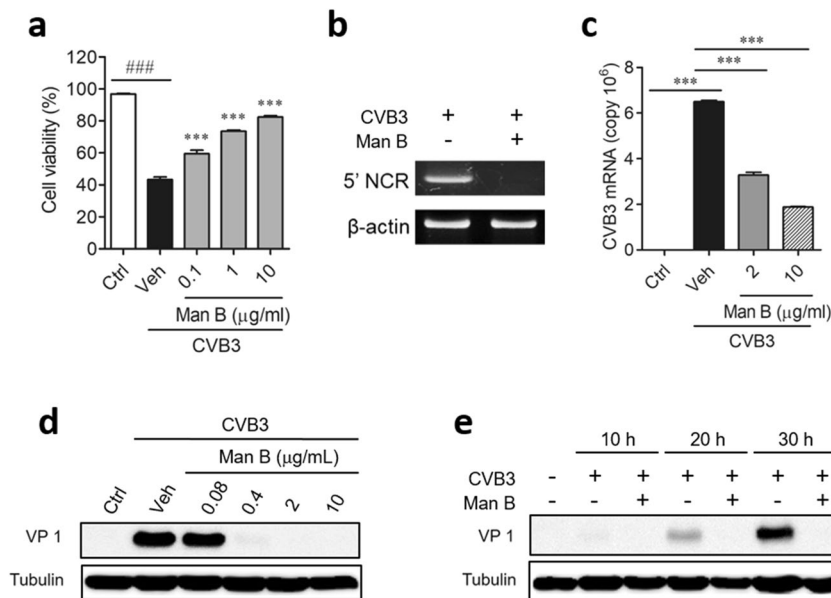 a
Cell viability (%)
120
100
80
60
40
20
0
###
***
***
***
Ctrl
Veh
0.1
1
10
Man B (μg/ml)
CVB3
b
CVB3 + +
Man B - +
5' NCR
β-actin
c
CVB3 mRNA (copy 10⁶)
8
6
4
2
0
***
***
***
Ctrl
Veh
2
10
Man B (μg/ml)
CVB3
d
CVB3
Man B (μg/mL)
Ctrl
Veh
0.08
0.4
2
10
VP 1
Tubulin
e
10 h 20 h 30 h
CVB3 - + + + + + +
Man B - - + - + - +
VP 1
Tubulin